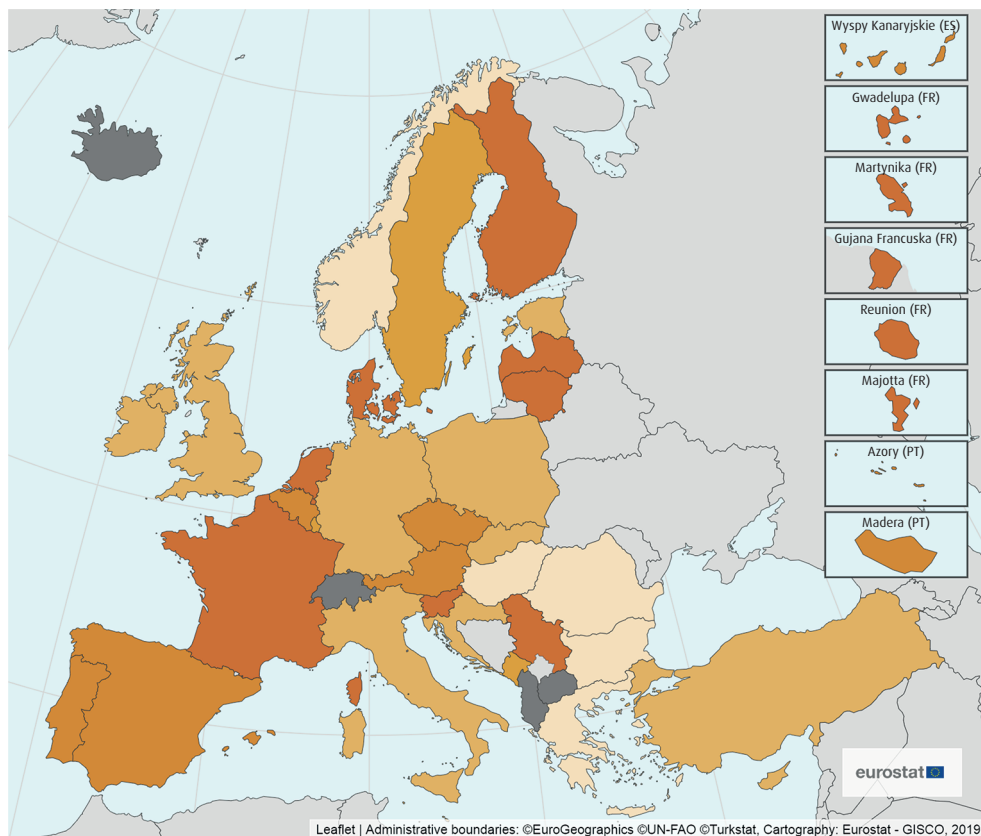 Wyspy Kanaryjskie (ES)
Gwadelupa (FR)
Martynika (FR)
Gujana Francuska (FR)
Reunion (FR)
Majotta (FR)
Azory (PT)
Madera (PT)
eurostat
Leaflet | Administrative boundaries: ©EuroGeographics ©UN-FAO ©Turkstat, Cartography: Eurostat - GISCO, 2019